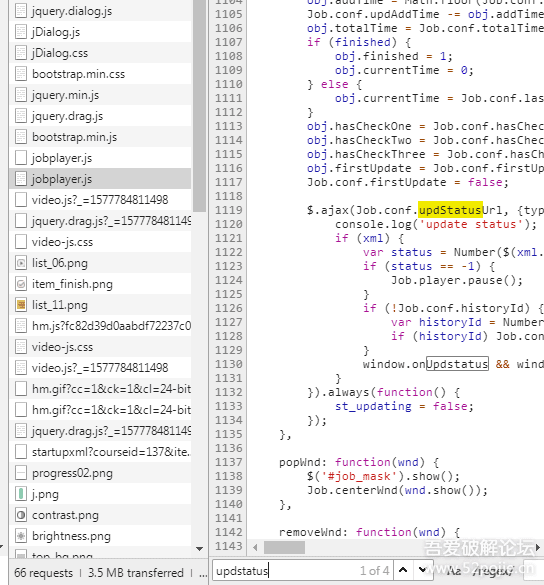 jquery.dialog.js
jDialog.js
jDialog.css
bootstrap.min.css
jquery.min.js
jquery.drag.js
bootstrap.min.js
jobplayer.js
jobplayer.js
video.js?_=1577784811498
jquery.drag.js?_=157778481149
video-js.css
list_06.png
item_finish.png
list_11.png
hm.js?fc82d39d0aabdf72237c0
video-js.css
video.js?_=1577784811498
hm.gif?cc=1&ck=1&cl=24-bit
hm.gif?cc=1&ck=1&cl=24-bit
jquery.drag.js?_=157778481149
startupxml?courseid=137&ite...
progress02.png
j.png
contrast.png
brightness.png
top_bg.png
66 requests | 3.5 MB transferred | ...
1104 obj.addTime = Math.floor(Job.conf.
1105 Job.conf.updAddTime -= obj.addTime
1106 obj.totalTime = Job.conf.totalTime
1107 if (finished) {
1108 obj.finished = 1;
1109 obj.currentTime = 0;
1110 } else {
1111 obj.currentTime = Job.conf.las
1112 }
1113 obj.hasCheckOne = Job.conf.hasChec
1114 obj.hasCheckTwo = Job.conf.hasChec
1115 obj.hasCheckThree = Job.conf.hasCh
1116 obj.firstUpdate = Job.conf.firstUp
1117 Job.conf.firstUpdate = false;
1118
1119 $.ajax(Job.conf.updStatusUrl, {typ
1120 console.log('update status');
1121 if (xml) {
1122 var status = Number($(xml.
1123 if (status == -1) {
1124 Job.player.pause();
1125 }
1126 if (!Job.conf.historyId) {
1127 var historyId = Number
1128 if (historyId) Job.con
1129 }
1130 window.onUpdstatus && wind
1131 }
1132 }).always(function() {
1133 st_updating = false;
1134 });
1135 },
1136
1137 popWnd: function(wnd) {
1138 $('#job_mask').show();
1139 Job.centerWnd(wnd.show());
1140 },
1141
1142 removeWnd: function(wnd) {
1143
updstatus
1 of 4
Aa /regex/
吾爱破解论坛
www.52pojie.cn